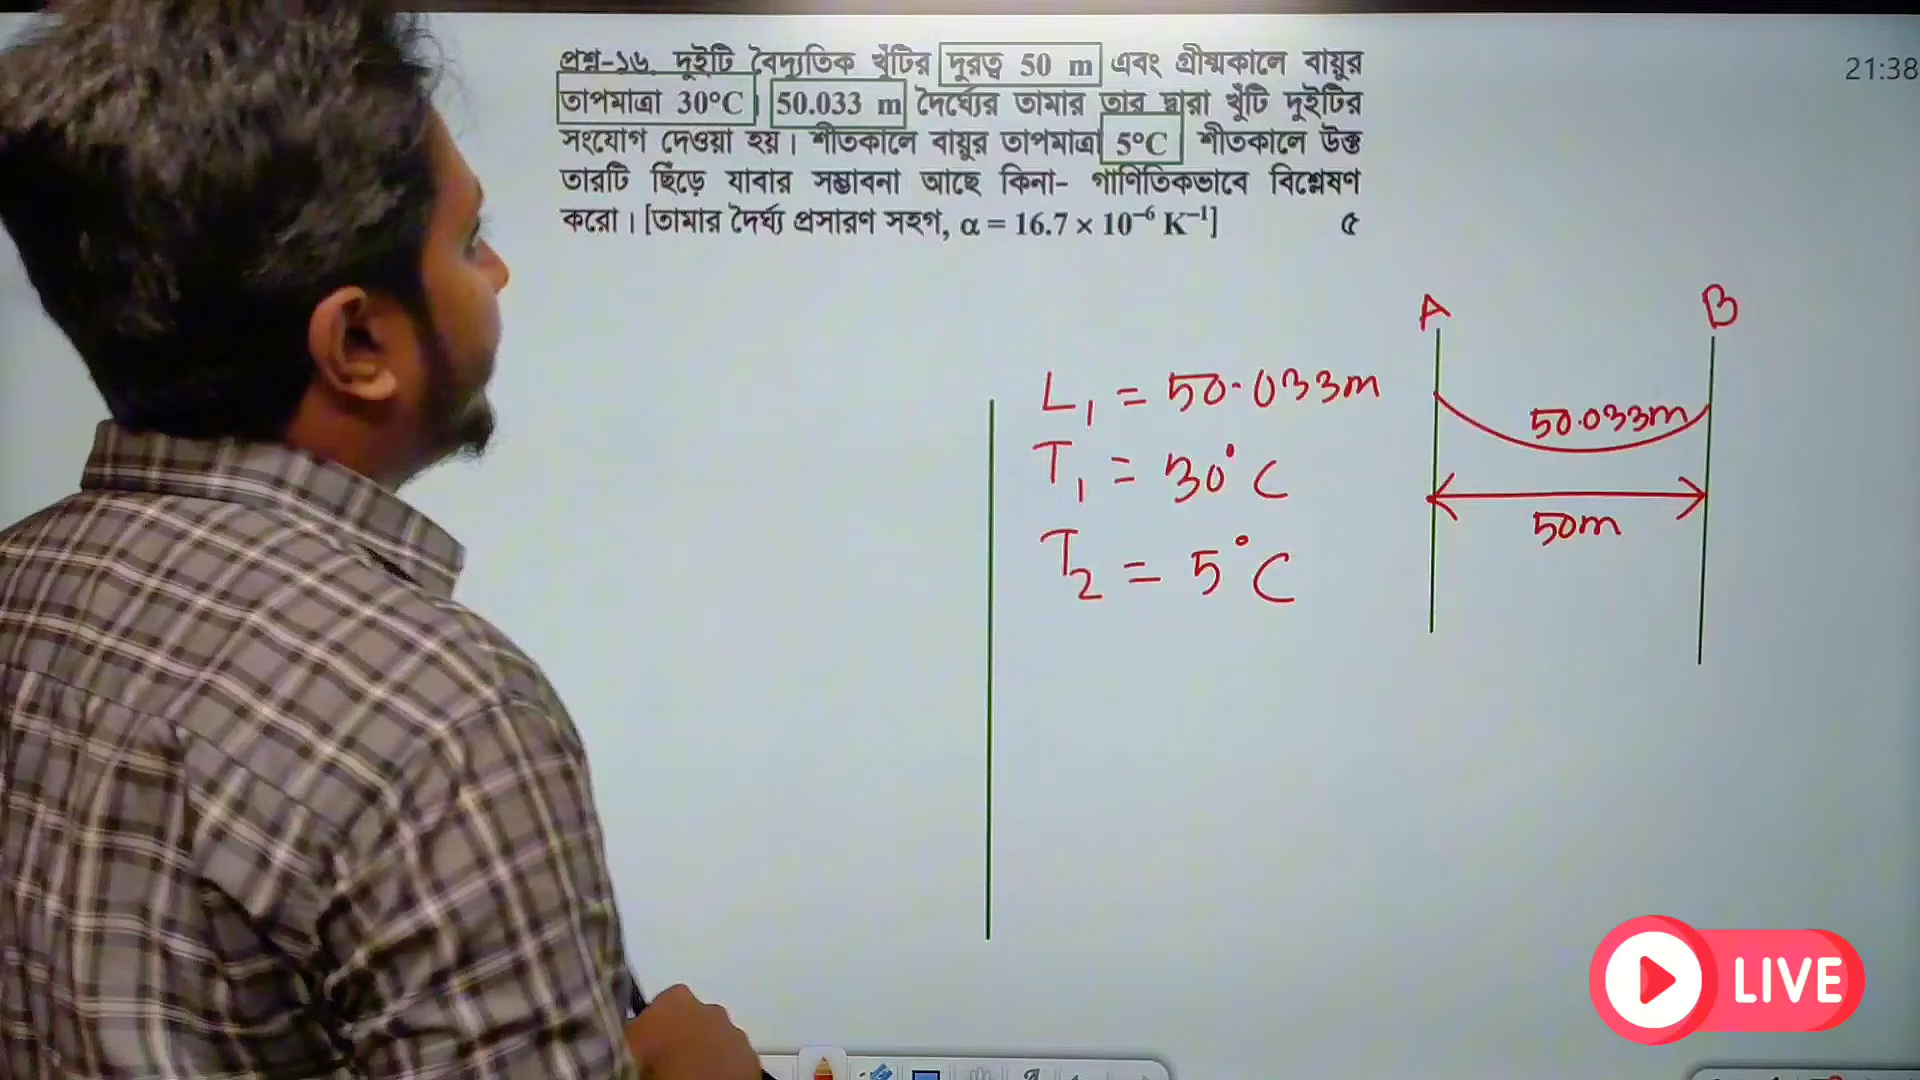 প্রশ্ন-১৬. দুইটি বৈদ্যুতিক খুঁটির দূরত্ব 50 m এবং গ্রীষ্মকালে বায়ুর
তাপমাত্রা 30°C। 50.033 m দৈর্ঘ্যের তামার তার দ্বারা খুঁটি দুইটির
সংযোগ দেওয়া হয়। শীতকালে বায়ুর তাপমাত্রা 5°C শীতকালে উক্ত
তারটি ছিঁড়ে যাবার সম্ভাবনা আছে কিনা- গাণিতিকভাবে বিশ্লেষণ
করো। [তামার দৈর্ঘ্য প্রসারণ সহগ, α = 16.7 × 10⁻⁶ K⁻¹] ৫
21:38
L₁ = 50.033m
T₁ = 30°C
T₂ = 5°C
A B
50.033m
50m
LIVE